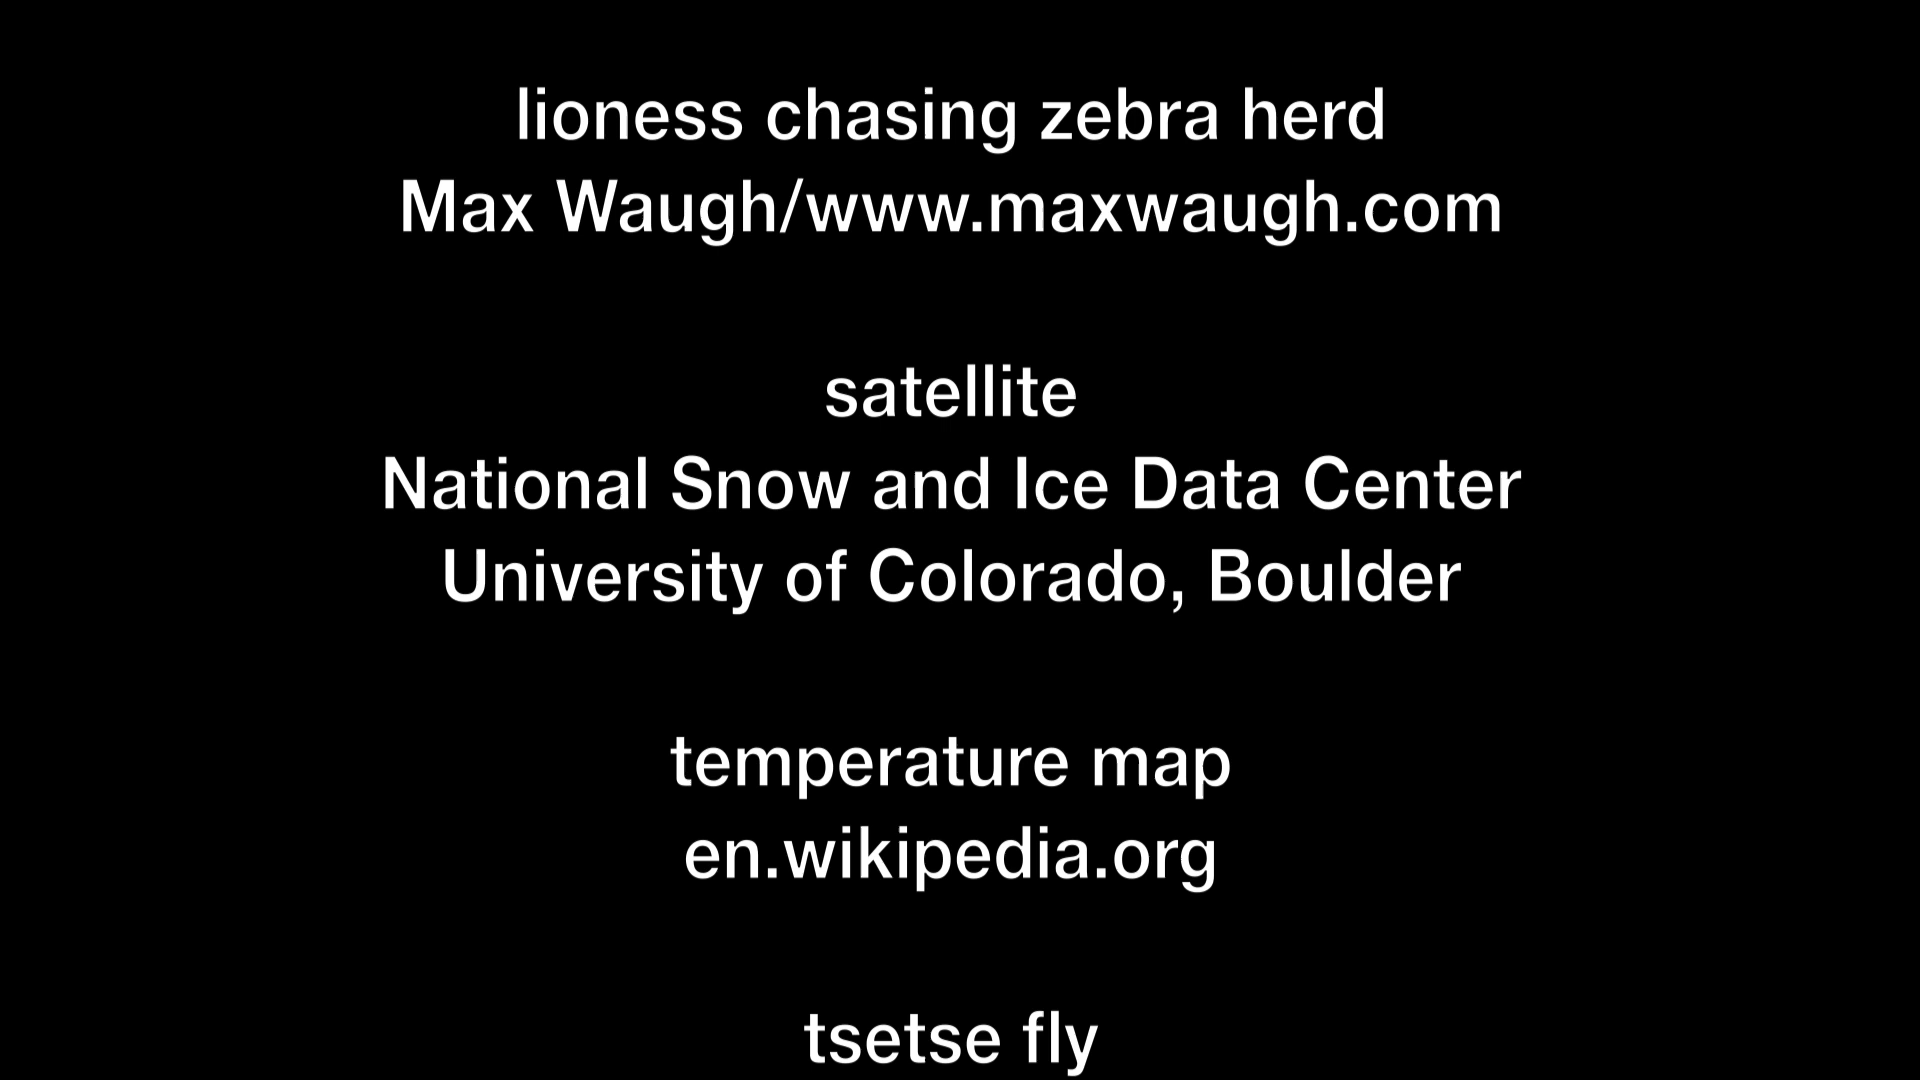 lioness chasing zebra herd
Max Waugh/www.maxwaugh.com
satellite
National Snow and Ice Data Center
University of Colorado, Boulder
temperature map
en.wikipedia.org
tsetse fly